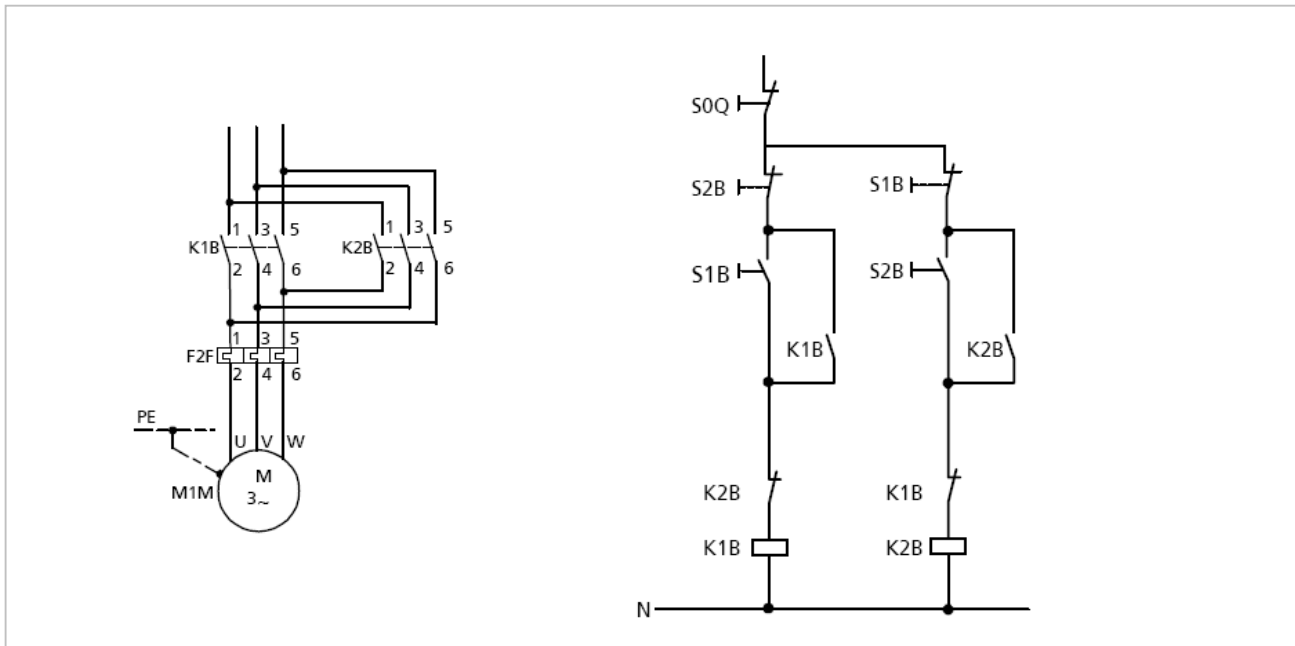 1 3 5
K1B
2 4 6
1 3 5
K2B
2 4 6
1 3 5
F2F
2 4 6
PE
U V W
M1M
M
3~
S0Q
S2B
S1B
S1B
S2B
K1B
K2B
K2B
K1B
K1B
K2B
N